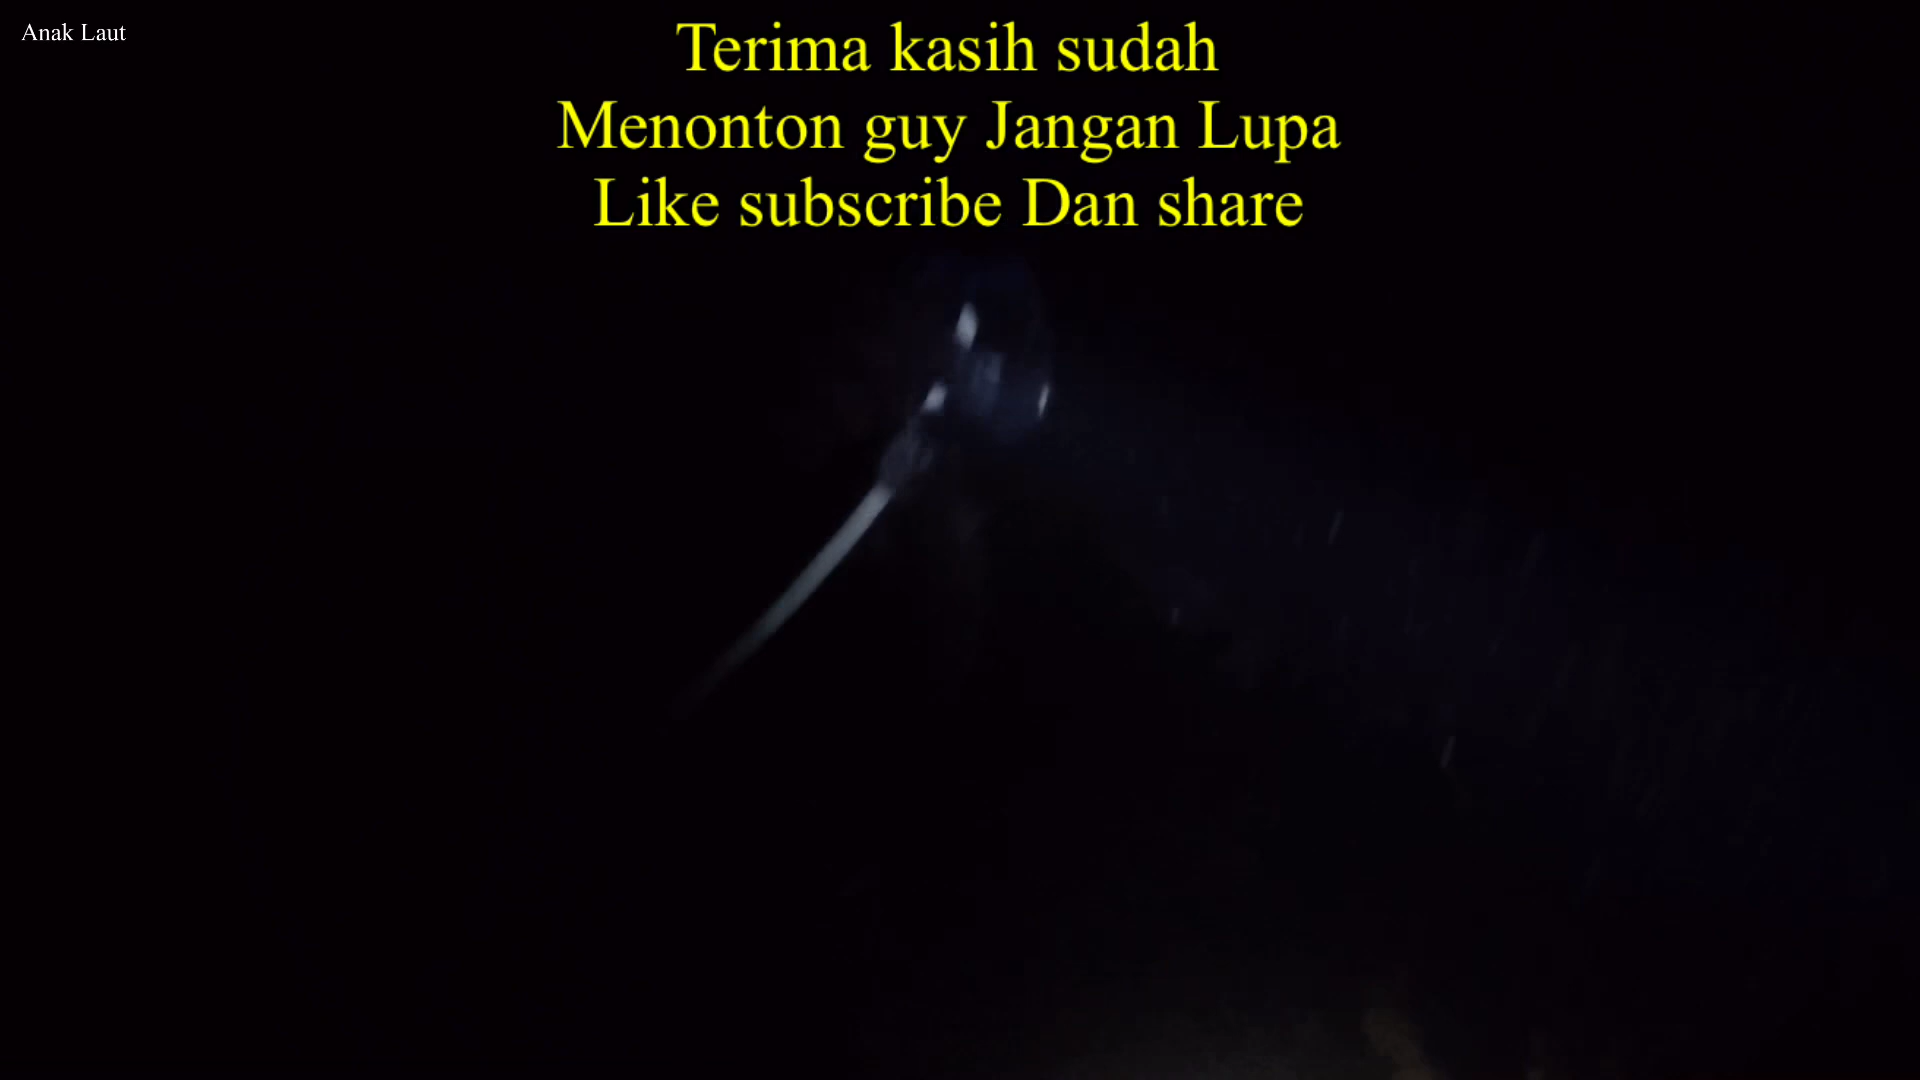 Anak Laut
Terima kasih sudah
Menonton guy Jangan Lupa
Like subscribe Dan share